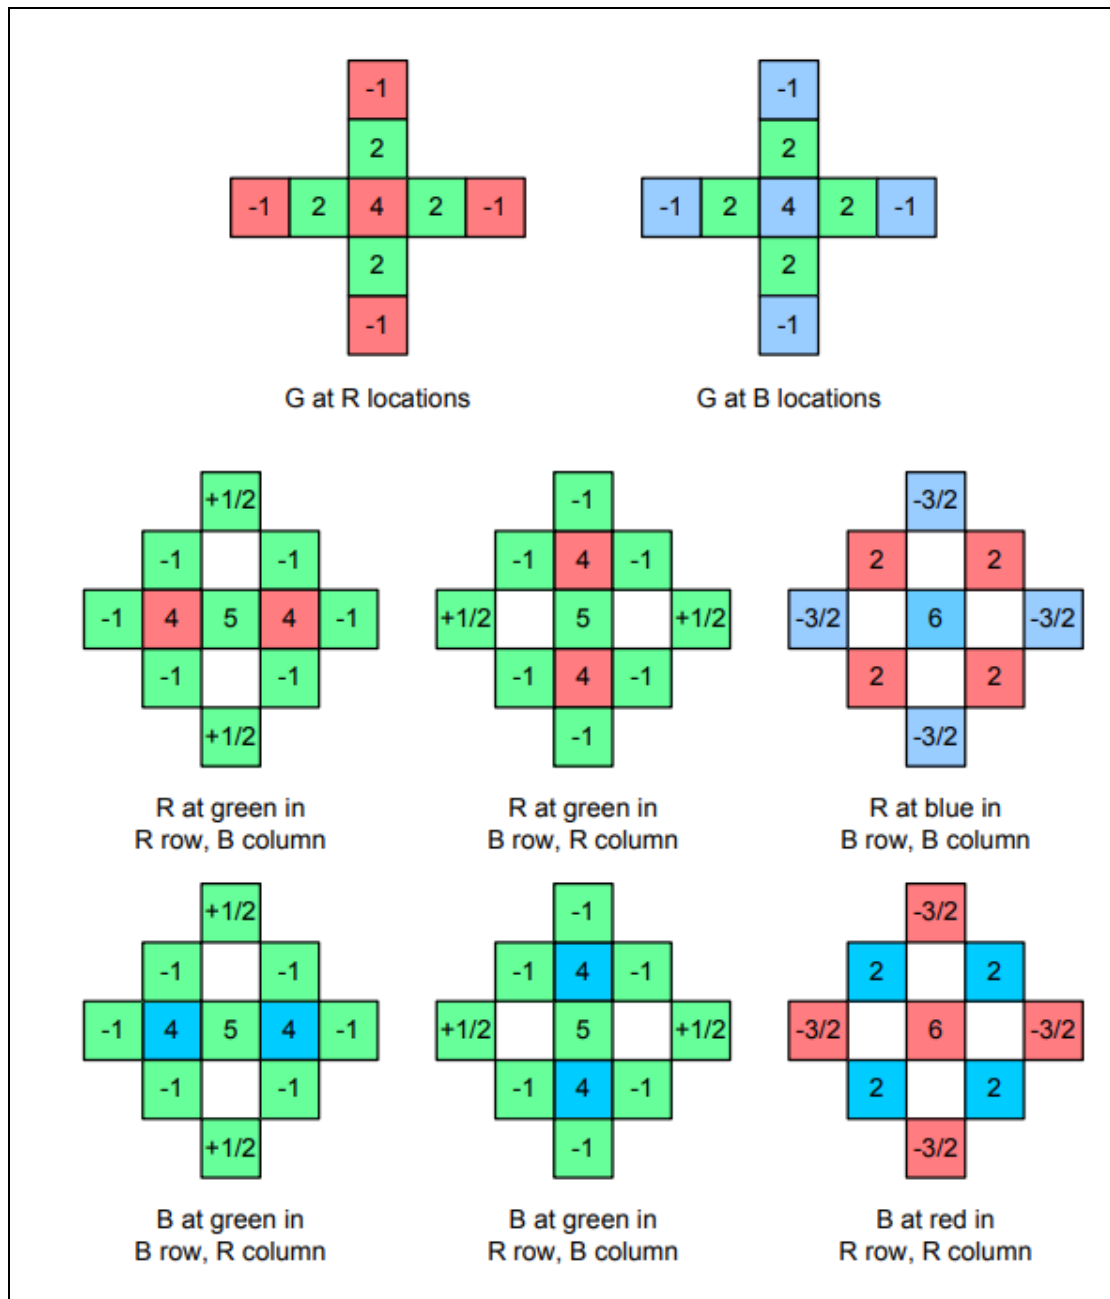 -1 -1
2 2
-1 2 4 2 -1 -1 2 4 2 -1
2 2
-1 -1
G at R locations G at B locations
+1/2 -1 -3/2
-1 -1 -1 4 -1 2 2
-1 4 5 4 -1 +1/2 5 +1/2 -3/2 6 -3/2
-1 -1 -1 4 -1 2 2
+1/2 -1 -3/2
R at green in R at green in R at blue in
R row, B column B row, R column B row, B column
+1/2 -1 -3/2
-1 -1 -1 4 -1 2 2
-1 4 5 4 -1 +1/2 5 +1/2 -3/2 6 -3/2
-1 -1 -1 4 -1 2 2
+1/2 -1 -3/2
B at green in B at green in B at red in
B row, R column R row, B column R row, R column